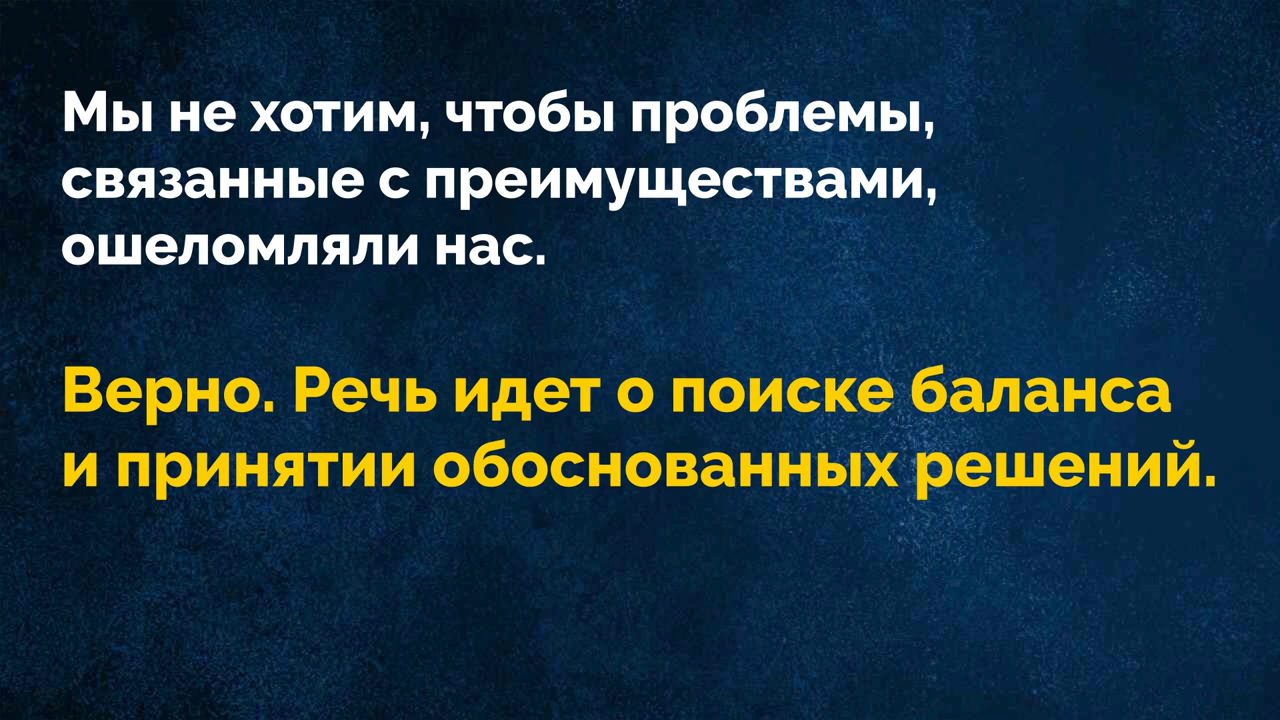 Мы не хотим, чтобы проблемы,
связанные с преимуществами,
ошеломляли нас.
Верно. Речь идет о поиске баланса
и принятии обоснованных решений.